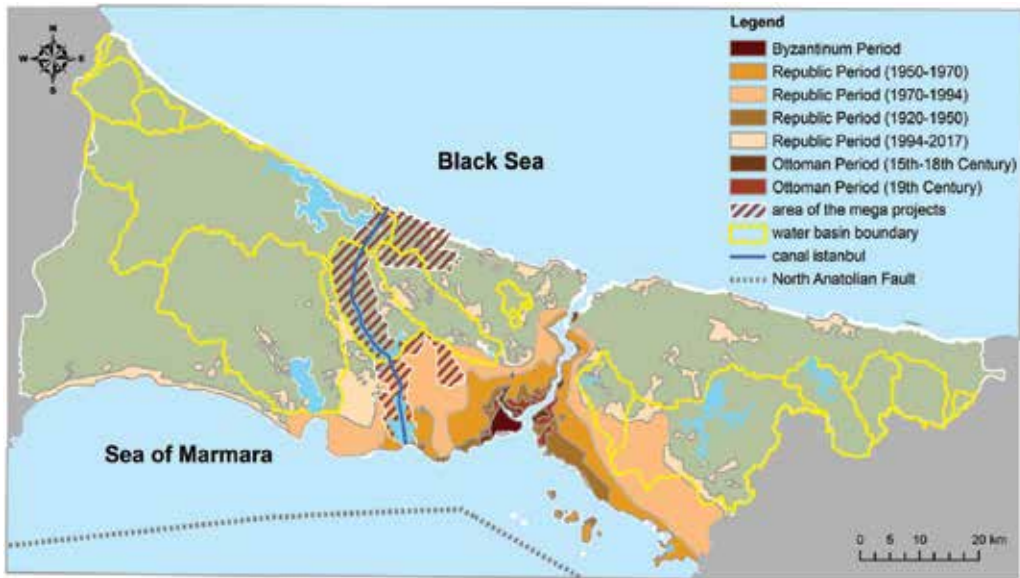 Legend
N
W E
S
Byzantinum Period
Republic Period (1950-1970)
Republic Period (1970-1994)
Republic Period (1920-1950)
Republic Period (1994-2017)
Ottoman Period (15th-18th Century)
Ottoman Period (19th Century)
area of the mega projects
water basin boundary
canal istanbul
North Anatolian Fault
Black Sea
Sea of Marmara
0 5 10 20 km